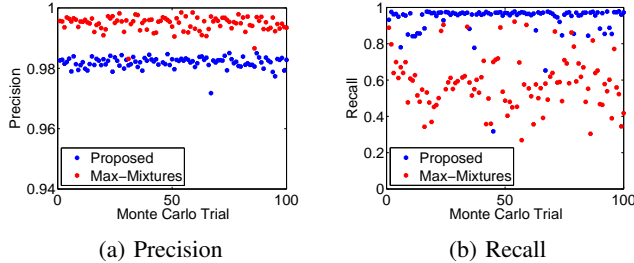 1
0.98
0.96
0.94
Precision
Proposed
Max-Mixtures
0 50 100
Monte Carlo Trial
(a) Precision
1
0.8
0.6
0.4
0.2
0
Recall
Proposed
Max-Mixtures
0 50 100
Monte Carlo Trial
(b) Recall